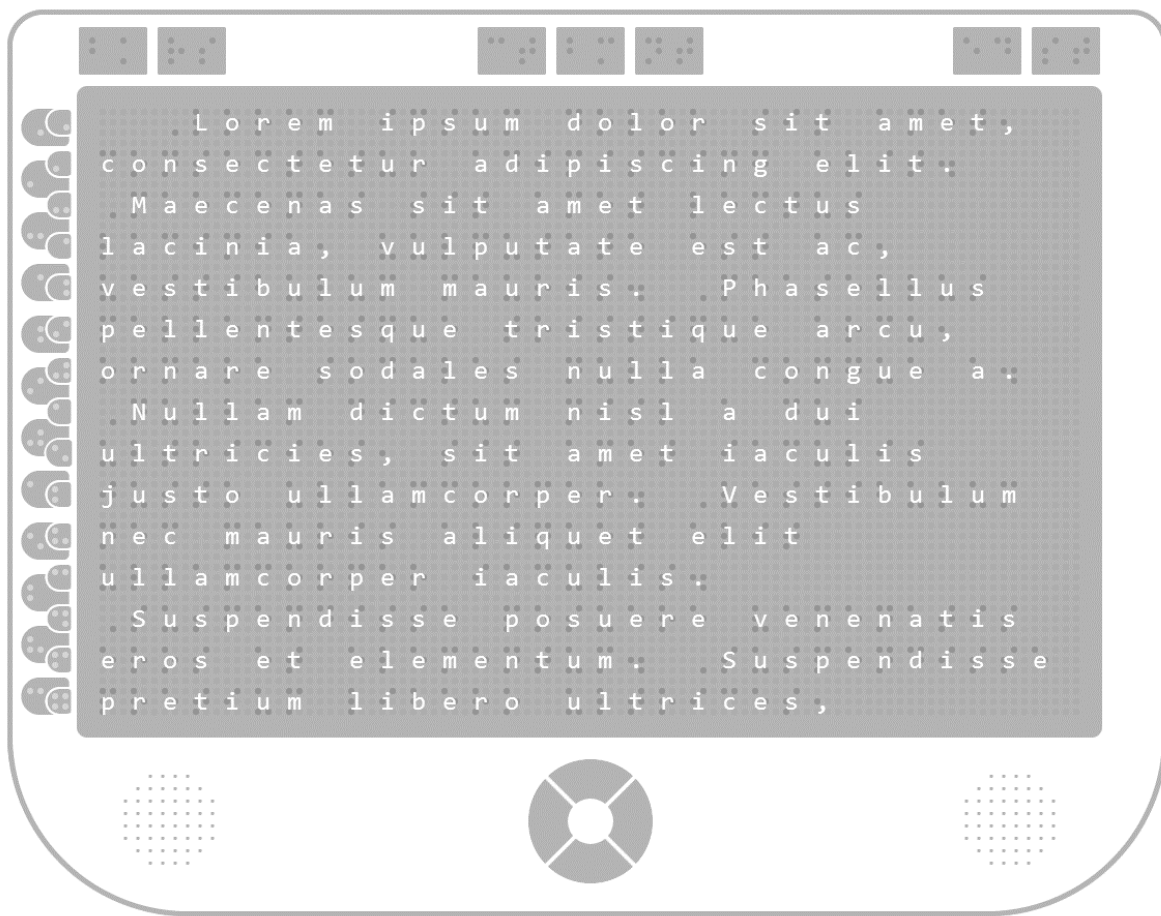 Lorem ipsum dolor sit amet,
consectetur adipiscing elit.
Maecenas sit amet lectus
lacinia, vulputate est ac,
vestibulum mauris. Phasellus
pellentesque tristique arcu,
ornare sodales nulla congue a.
Nullam dictum nisl a dui
ultricies, sit amet iaculis
justo ullamcorper. Vestibulum
nec mauris aliquet elit
ullamcorper iaculis.
Suspendisse posuere venenatis
eros et elementum. Suspendisse
pretium libero ultrices,